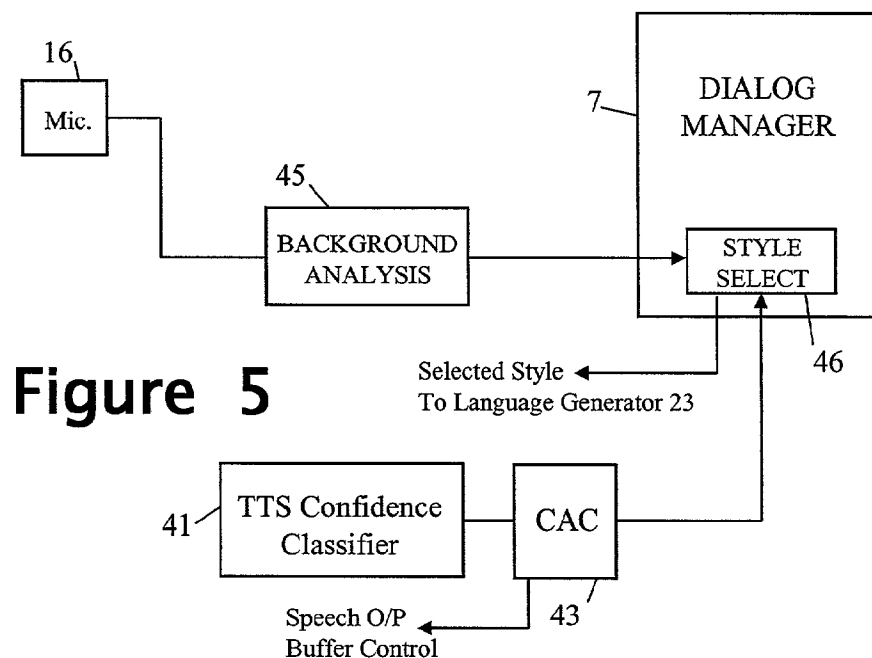 16
Mic.
45
BACKGROUND
ANALYSIS
7
DIALOG
MANAGER
STYLE
SELECT
46
Selected Style
To Language Generator 23
Figure 5
41
TTS Confidence
Classifier
CAC
43
Speech O/P
Buffer Control